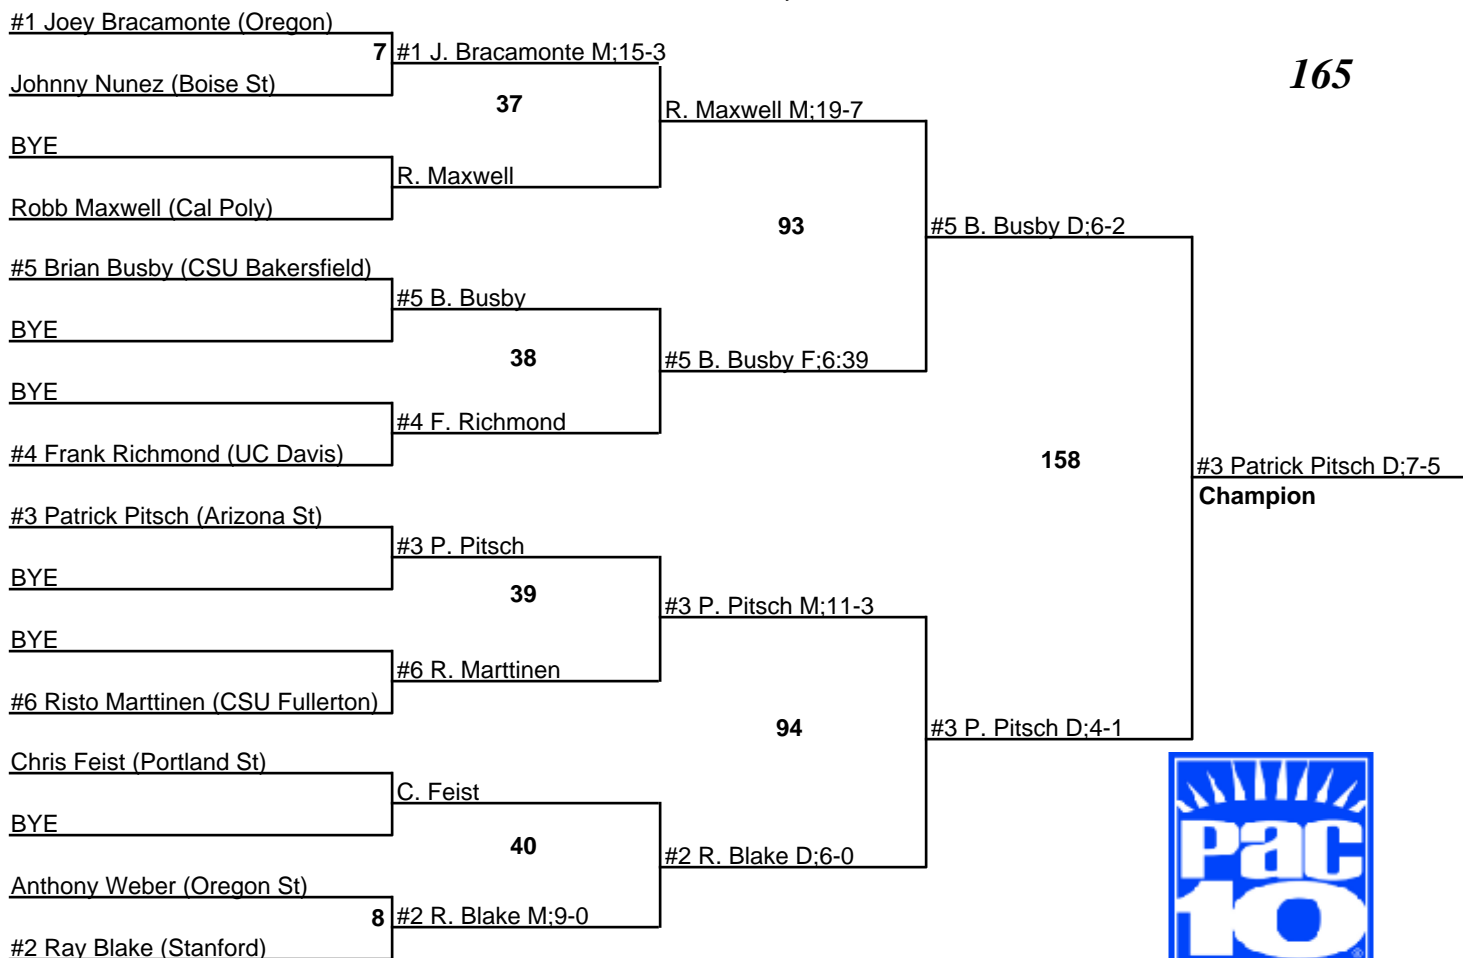 #1 Joey Bracamonte (Oregon)
7
#1 J. Bracamonte M;15-3
165
Johnny Nunez (Boise St)
37
R. Maxwell M;19-7
BYE
R. Maxwell
Robb Maxwell (Cal Poly)
93
#5 B. Busby D;6-2
#5 Brian Busby (CSU Bakersfield)
#5 B. Busby
BYE
38
#5 B. Busby F;6:39
BYE
#4 F. Richmond
#4 Frank Richmond (UC Davis)
158
#3 Patrick Pitsch D;7-5
Champion
#3 Patrick Pitsch (Arizona St)
#3 P. Pitsch
BYE
39
#3 P. Pitsch M;11-3
BYE
#6 R. Marttinen
#6 Risto Marttinen (CSU Fullerton)
94
#3 P. Pitsch D;4-1
Chris Feist (Portland St)
C. Feist
BYE
40
#2 R. Blake D;6-0
Anthony Weber (Oregon St)
8
#2 R. Blake M;9-0
#2 Ray Blake (Stanford)
Pac
10
®